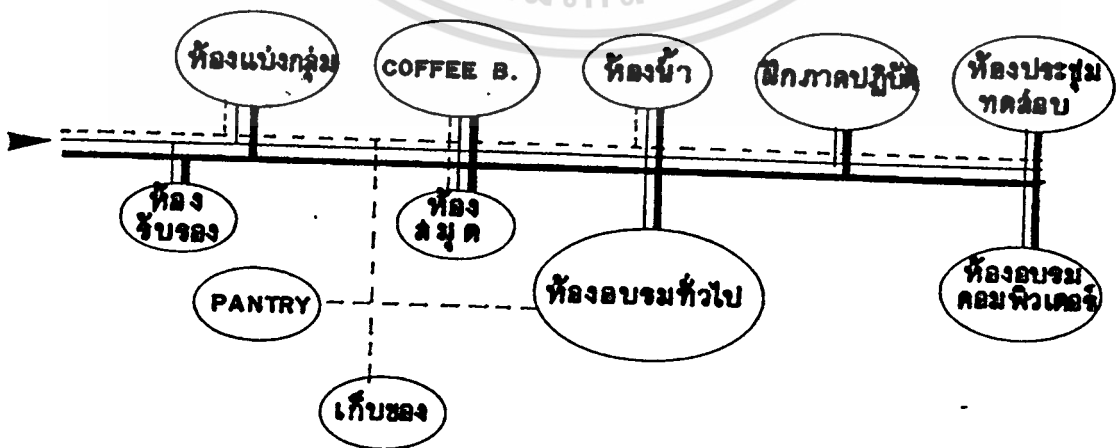 ห้องแบ่งกลุ่ม
COFFEE B.
ห้องน้ำ
ฝึกภาคปฏิบัติ
ห้องประชุม
ทดสอบ
ห้อง
รับรอง
ห้อง
สมุด
PANTRY
ห้องอบรมทั่วไป
ห้องอบรม
คอมพิวเตอร์
เก็บของ